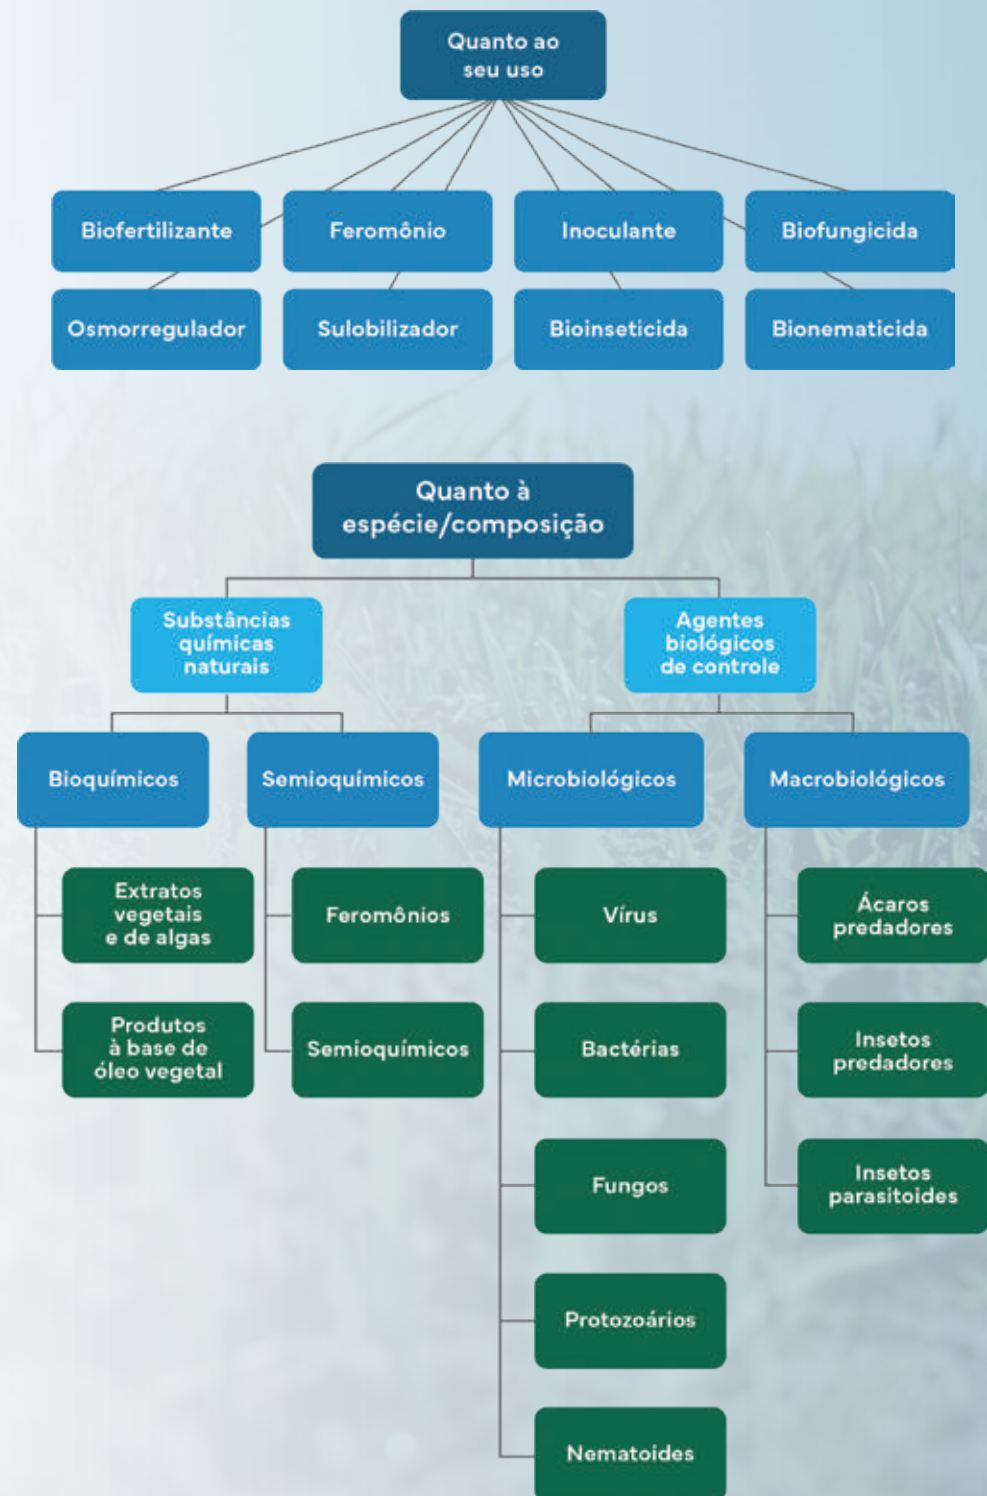 Quanto ao
seu uso
Biofertilizante
Feromônio
Inoculante
Biofungicida
Osmorregulador
Sulobilizador
Bioinseticida
Bionematicida
Quanto à
espécie/composição
Substâncias
químicas
naturais
Agentes
biológicos
de controle
Bioquímicos
Semioquímicos
Microbiológicos
Macrobiológicos
Extratos
vegetais
e de algas
Feromônios
Vírus
Ácaros
predadores
Produtos
à base de
óleo vegetal
Semioquímicos
Bactérias
Insetos
predadores
Fungos
Insetos
parasitoides
Protozoários
Nematoides